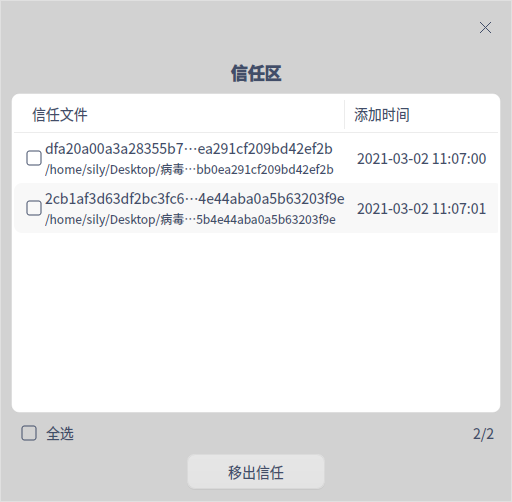 信任区
信任文件 添加时间
dfa20a00a3a28355b7⋯ea291cf209bd42ef2b
/home/sily/Desktop/病毒⋯bb0ea291cf209bd42ef2b
2021-03-02 11:07:00
2cb1af3d63df2bc3fc6⋯4e44aba0a5b63203f9e
/home/sily/Desktop/病毒⋯5b4e44aba0a5b63203f9e
2021-03-02 11:07:01
全选 2/2
移出信任